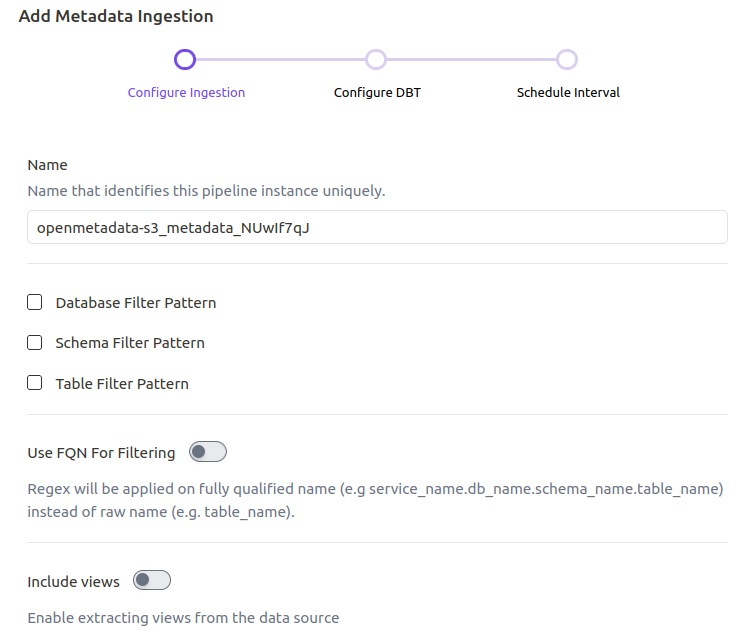 Add Metadata Ingestion
Configure Ingestion
Configure DBT
Schedule Interval
Name
Name that identifies this pipeline instance uniquely.
openmetadata-s3_metadata_NUwIf7qJ
Database Filter Pattern
Schema Filter Pattern
Table Filter Pattern
Use FQN For Filtering
Regex will be applied on fully qualified name (e.g service_name.db_name.schema_name.table_name)
instead of raw name (e.g. table_name).
Include views
Enable extracting views from the data source